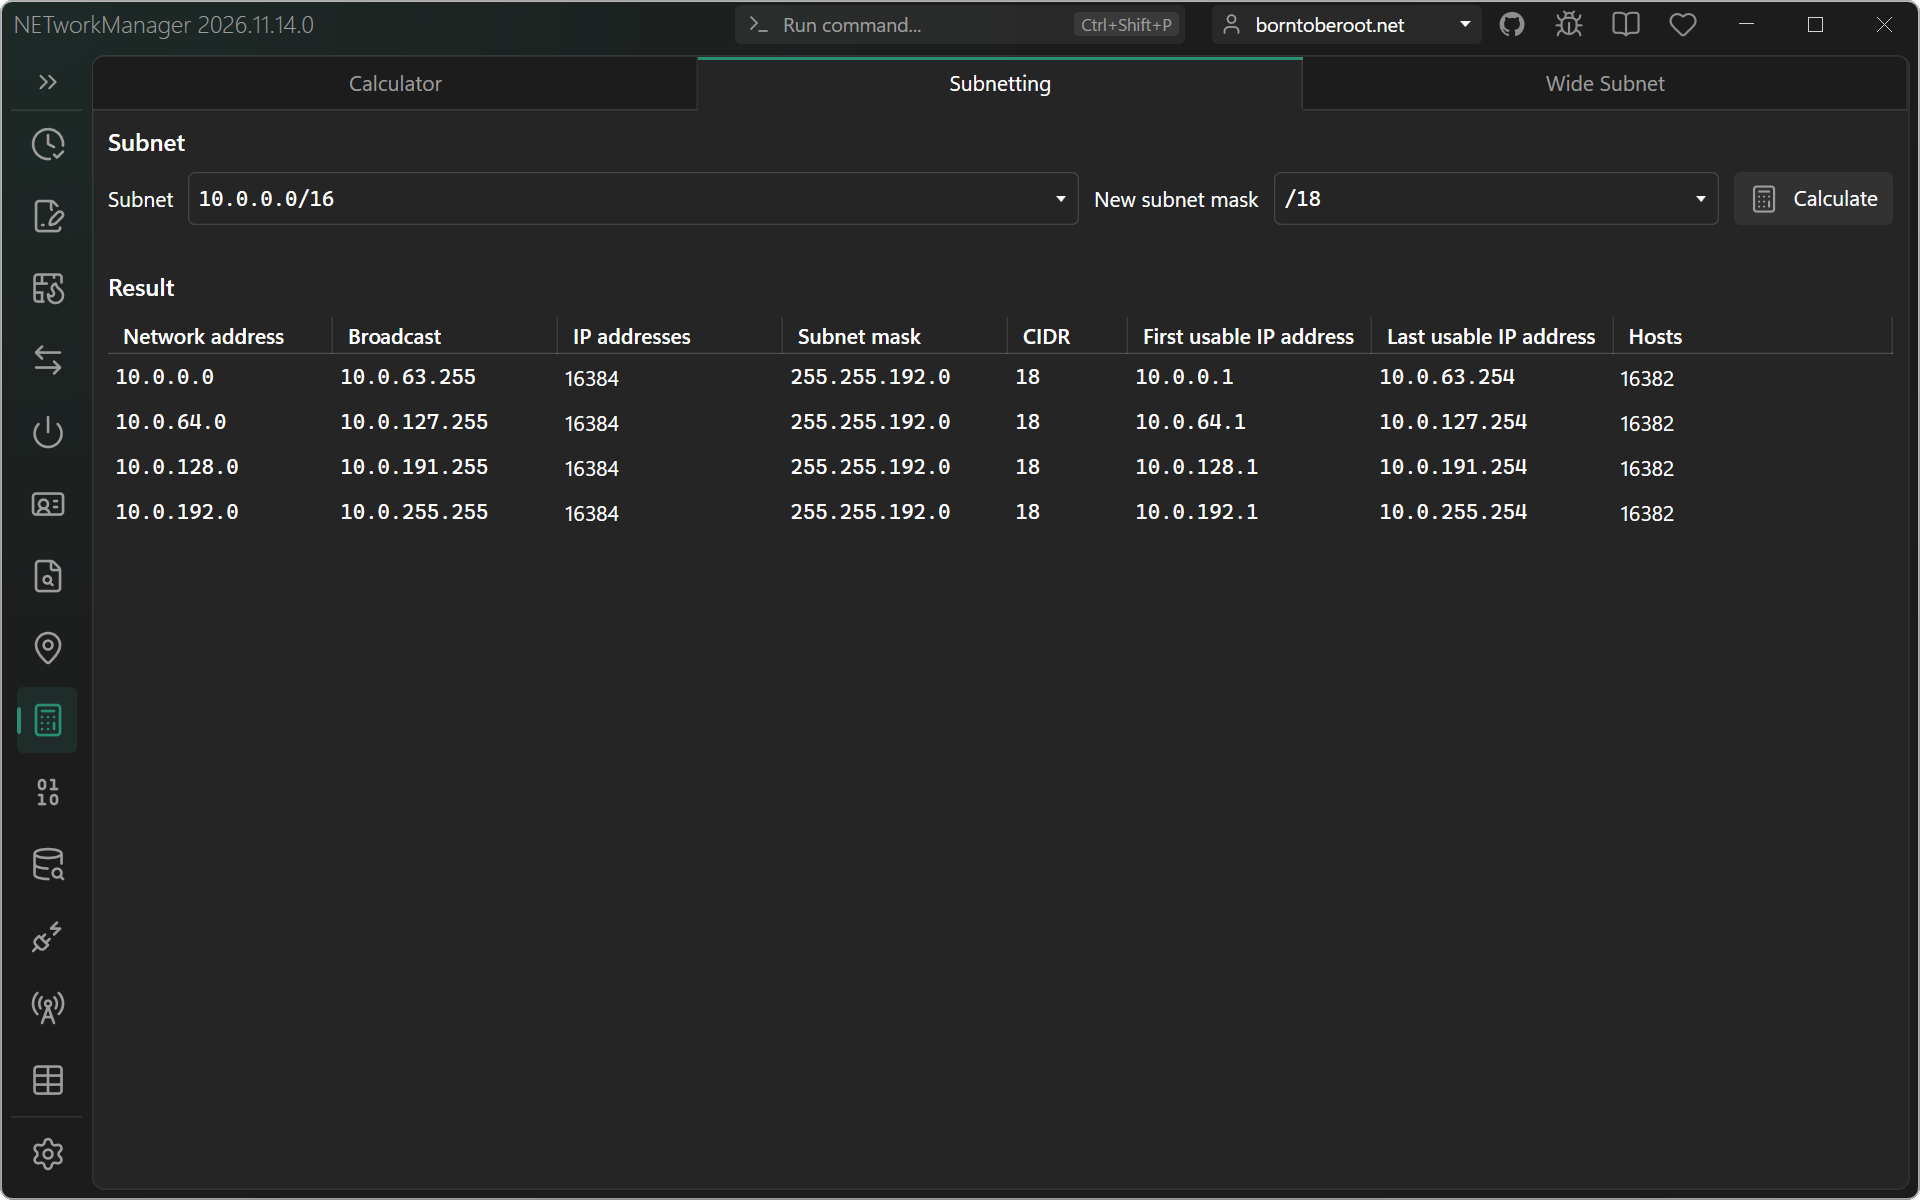 NETworkManager 2026.11.14.0
Run command...
Ctrl+Shift+P
borntoberoot.net
Calculator
Subnetting
Wide Subnet
Subnet
Subnet
10.0.0.0/16
New subnet mask
/18
Calculate
Result
Network address Broadcast IP addresses Subnet mask CIDR First usable IP address Last usable IP address Hosts
10.0.0.0 10.0.63.255 16384 255.255.192.0 18 10.0.0.1 10.0.63.254 16382
10.0.64.0 10.0.127.255 16384 255.255.192.0 18 10.0.64.1 10.0.127.254 16382
10.0.128.0 10.0.191.255 16384 255.255.192.0 18 10.0.128.1 10.0.191.254 16382
10.0.192.0 10.0.255.255 16384 255.255.192.0 18 10.0.192.1 10.0.255.254 16382
01
10